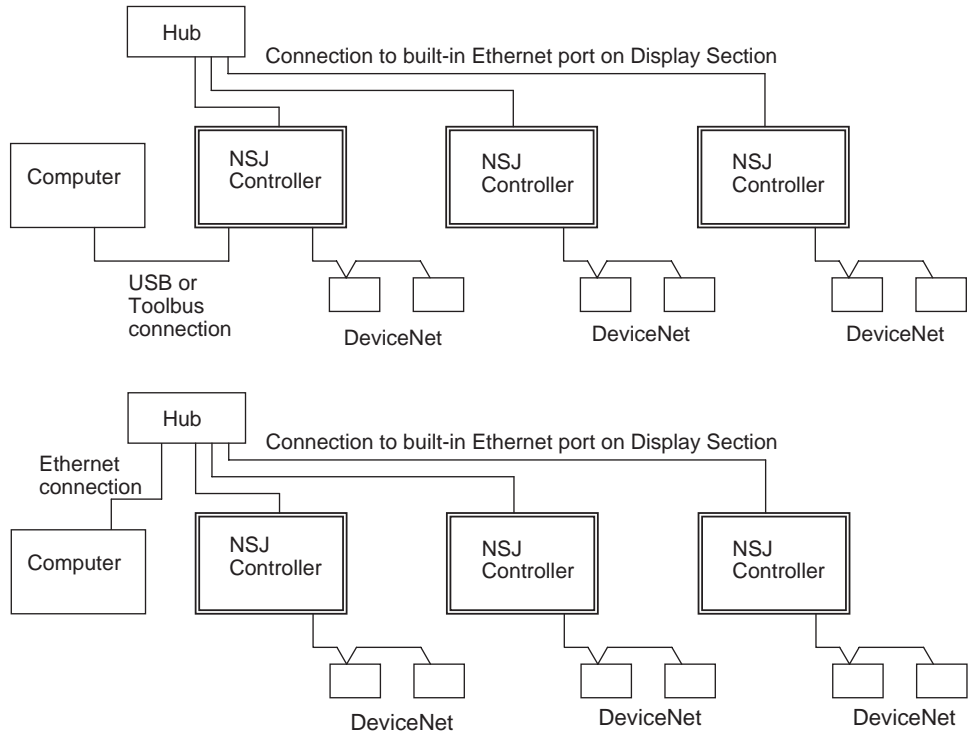 Hub
Connection to built-in Ethernet port on Display Section
Computer
NSJ
Controller
NSJ
Controller
NSJ
Controller
USB or
Toolbus
connection
DeviceNet
DeviceNet
DeviceNet
Hub
Connection to built-in Ethernet port on Display Section
Ethernet
connection
Computer
NSJ
Controller
NSJ
Controller
NSJ
Controller
DeviceNet
DeviceNet
DeviceNet